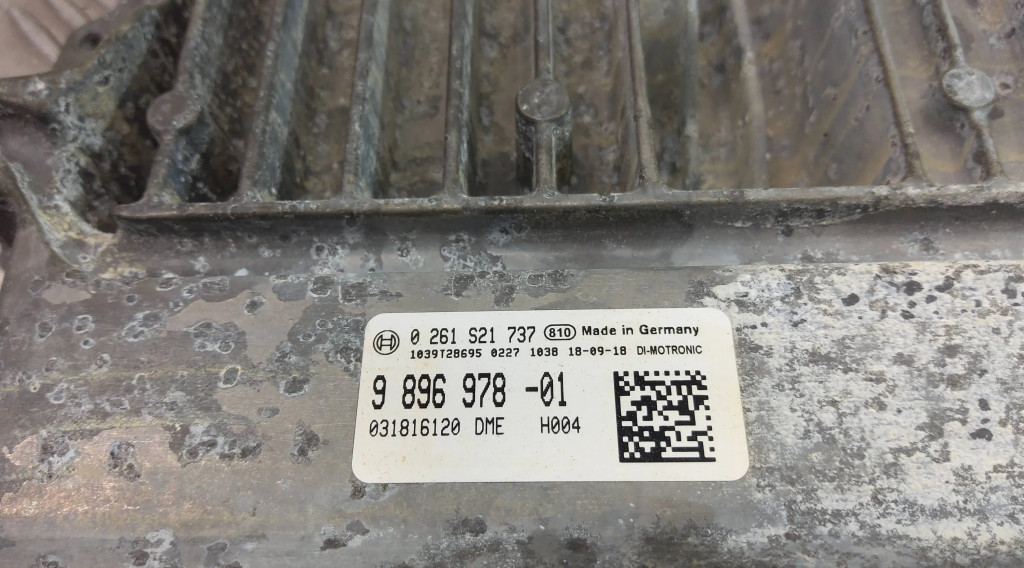 0 261 S21 737 810 Made in Germany
1039T28695 0227 1038 18-09-18 DI-MOTRONIC
9 896 978 -01
031816120 DME H004